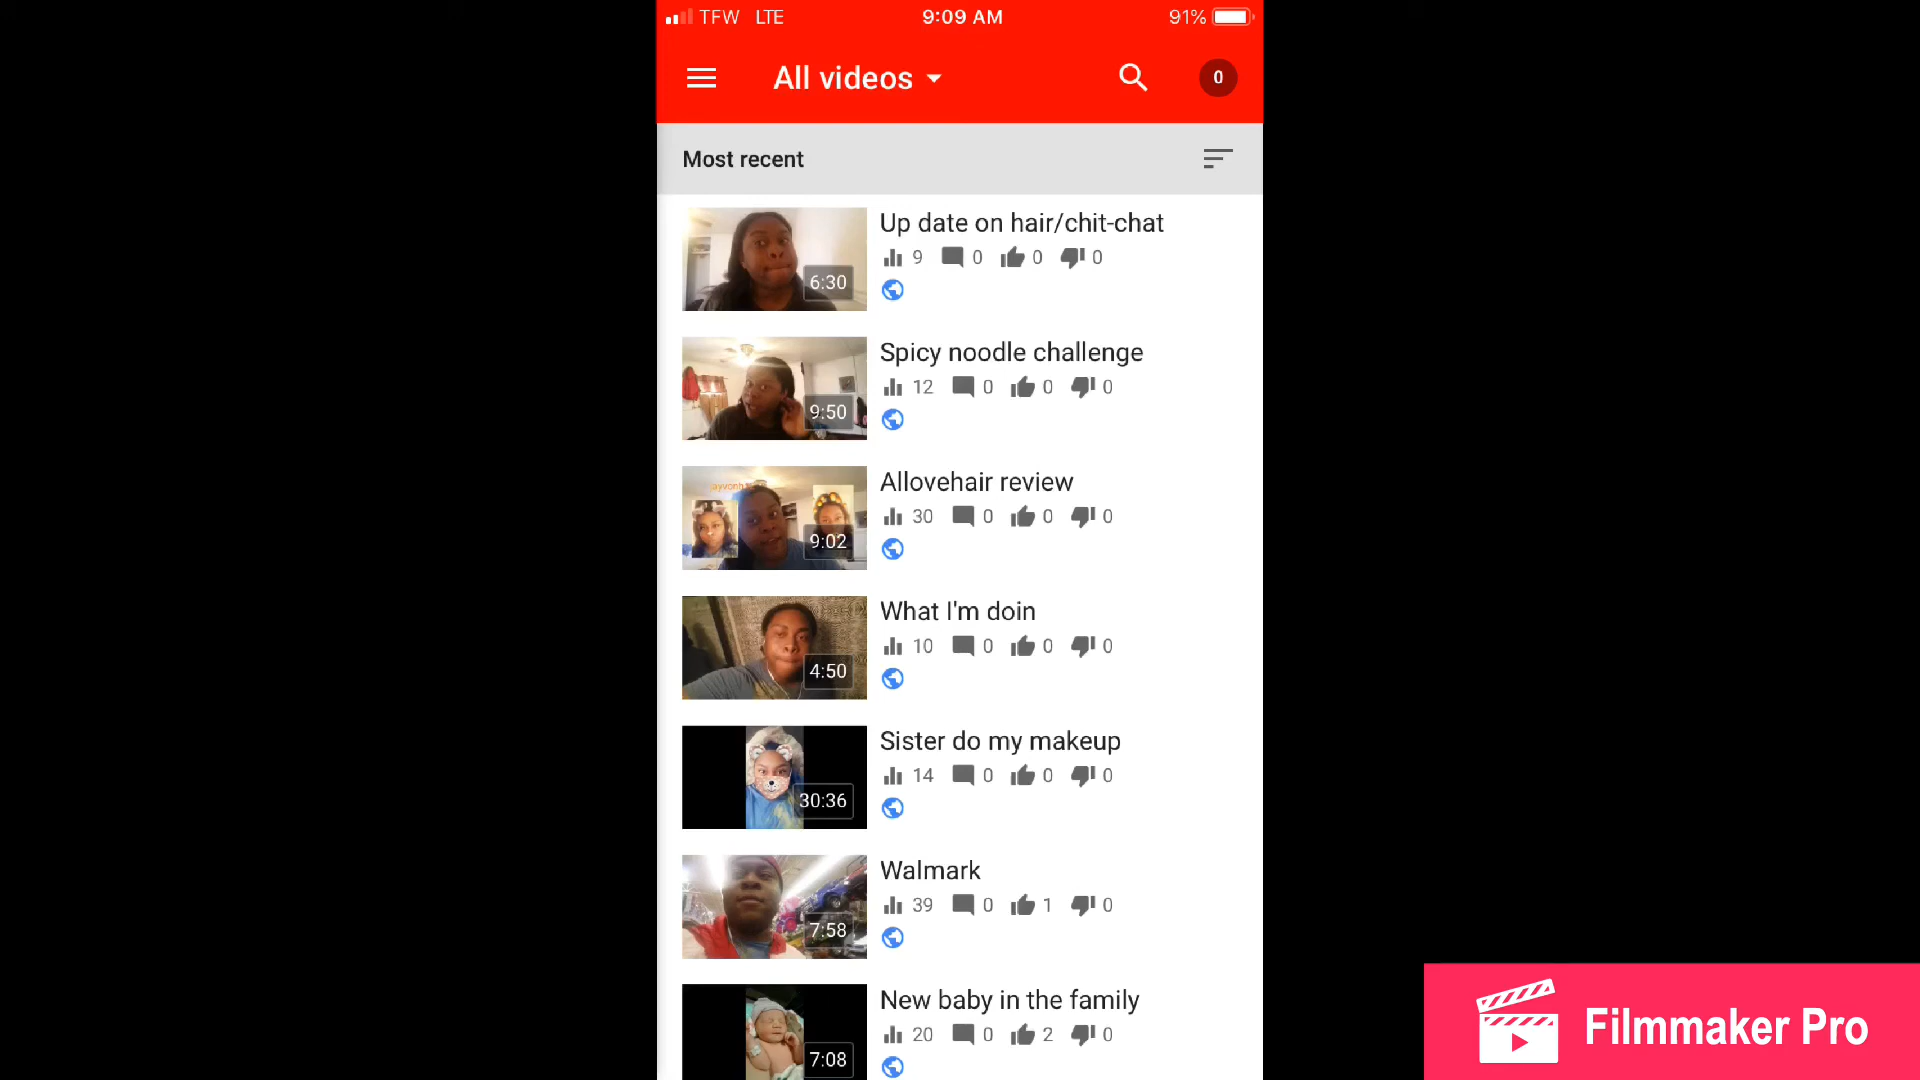 TFW LTE 9:09 AM 91%
All videos 0
Most recent
Up date on hair/chit-chat
9 0 0 0
6:30
Spicy noodle challenge
12 0 0 0
9:50
Allovehair review
30 0 0 0
9:02
What I'm doin
10 0 0 0
4:50
Sister do my makeup
14 0 0 0
30:36
Walmark
39 0 1 0
7:58
New baby in the family
20 0 2 0
7:08
Filmmaker Pro